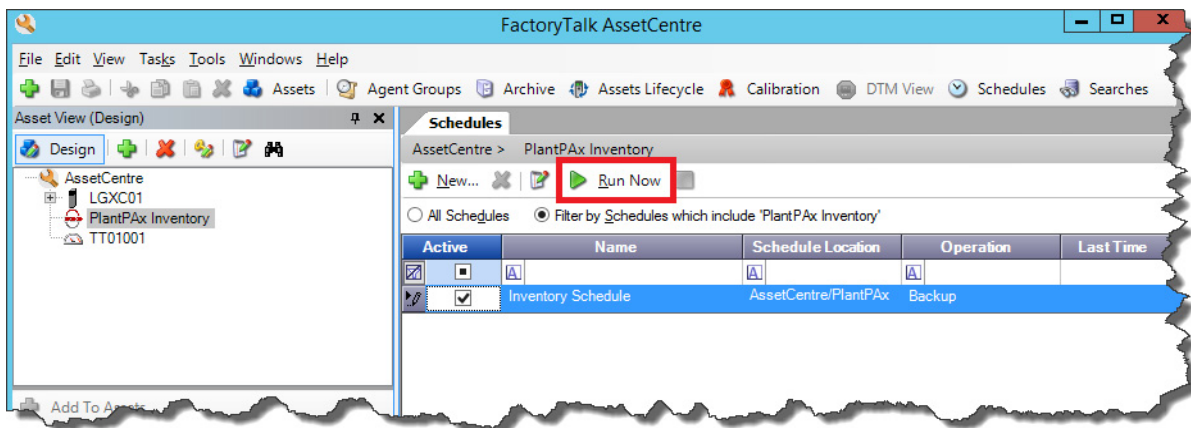 FactoryTalk AssetCentre
File Edit View Tasks Tools Windows Help
Assets Agent Groups Archive Assets Lifecycle Calibration DTM View Schedules Searches
Asset View (Design)
Design
AssetCentre
LGXC01
PlantPAx Inventory
TT01001
Add To Assets
Schedules
AssetCentre > PlantPAx Inventory
New... Run Now
All Schedules Filter by Schedules which include 'PlantPAx Inventory'
Active Name Schedule Location Operation Last Time
Inventory Schedule AssetCentre/PlantPAx Backup